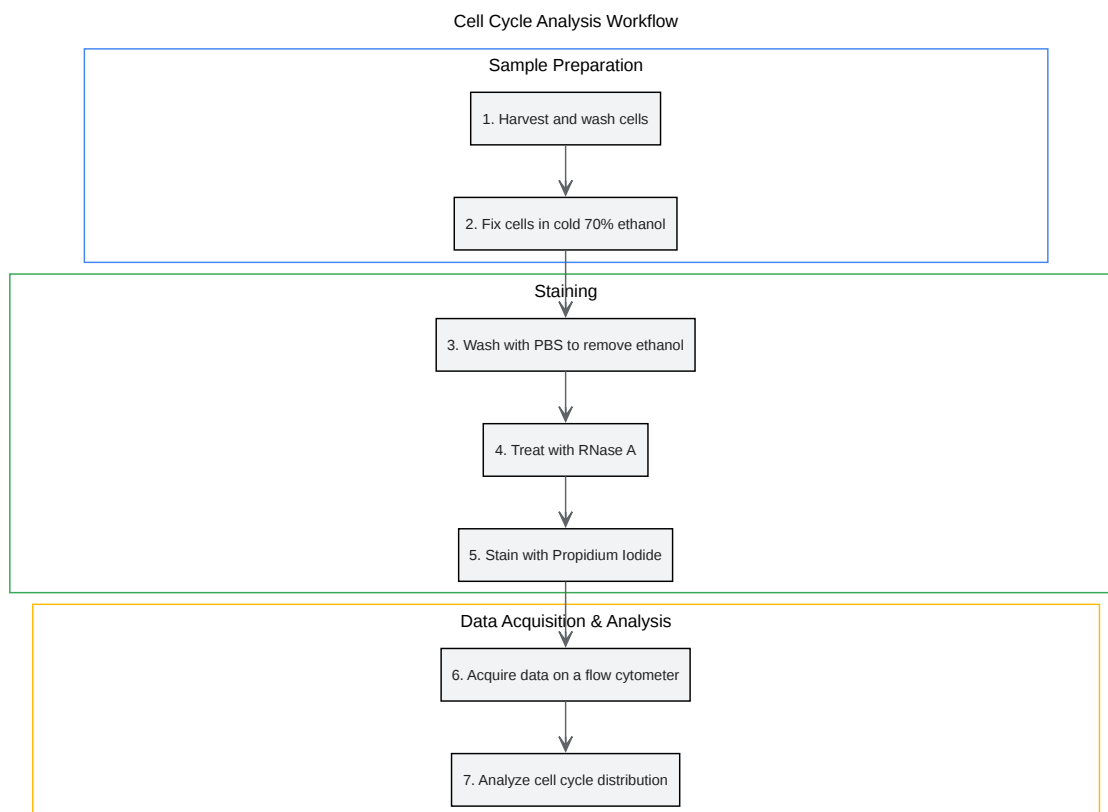 Cell Cycle Analysis Workflow
Sample Preparation
1. Harvest and wash cells
2. Fix cells in cold 70% ethanol
Staining
3. Wash with PBS to remove ethanol
4. Treat with RNase A
5. Stain with Propidium Iodide
Data Acquisition & Analysis
6. Acquire data on a flow cytometer
7. Analyze cell cycle distribution